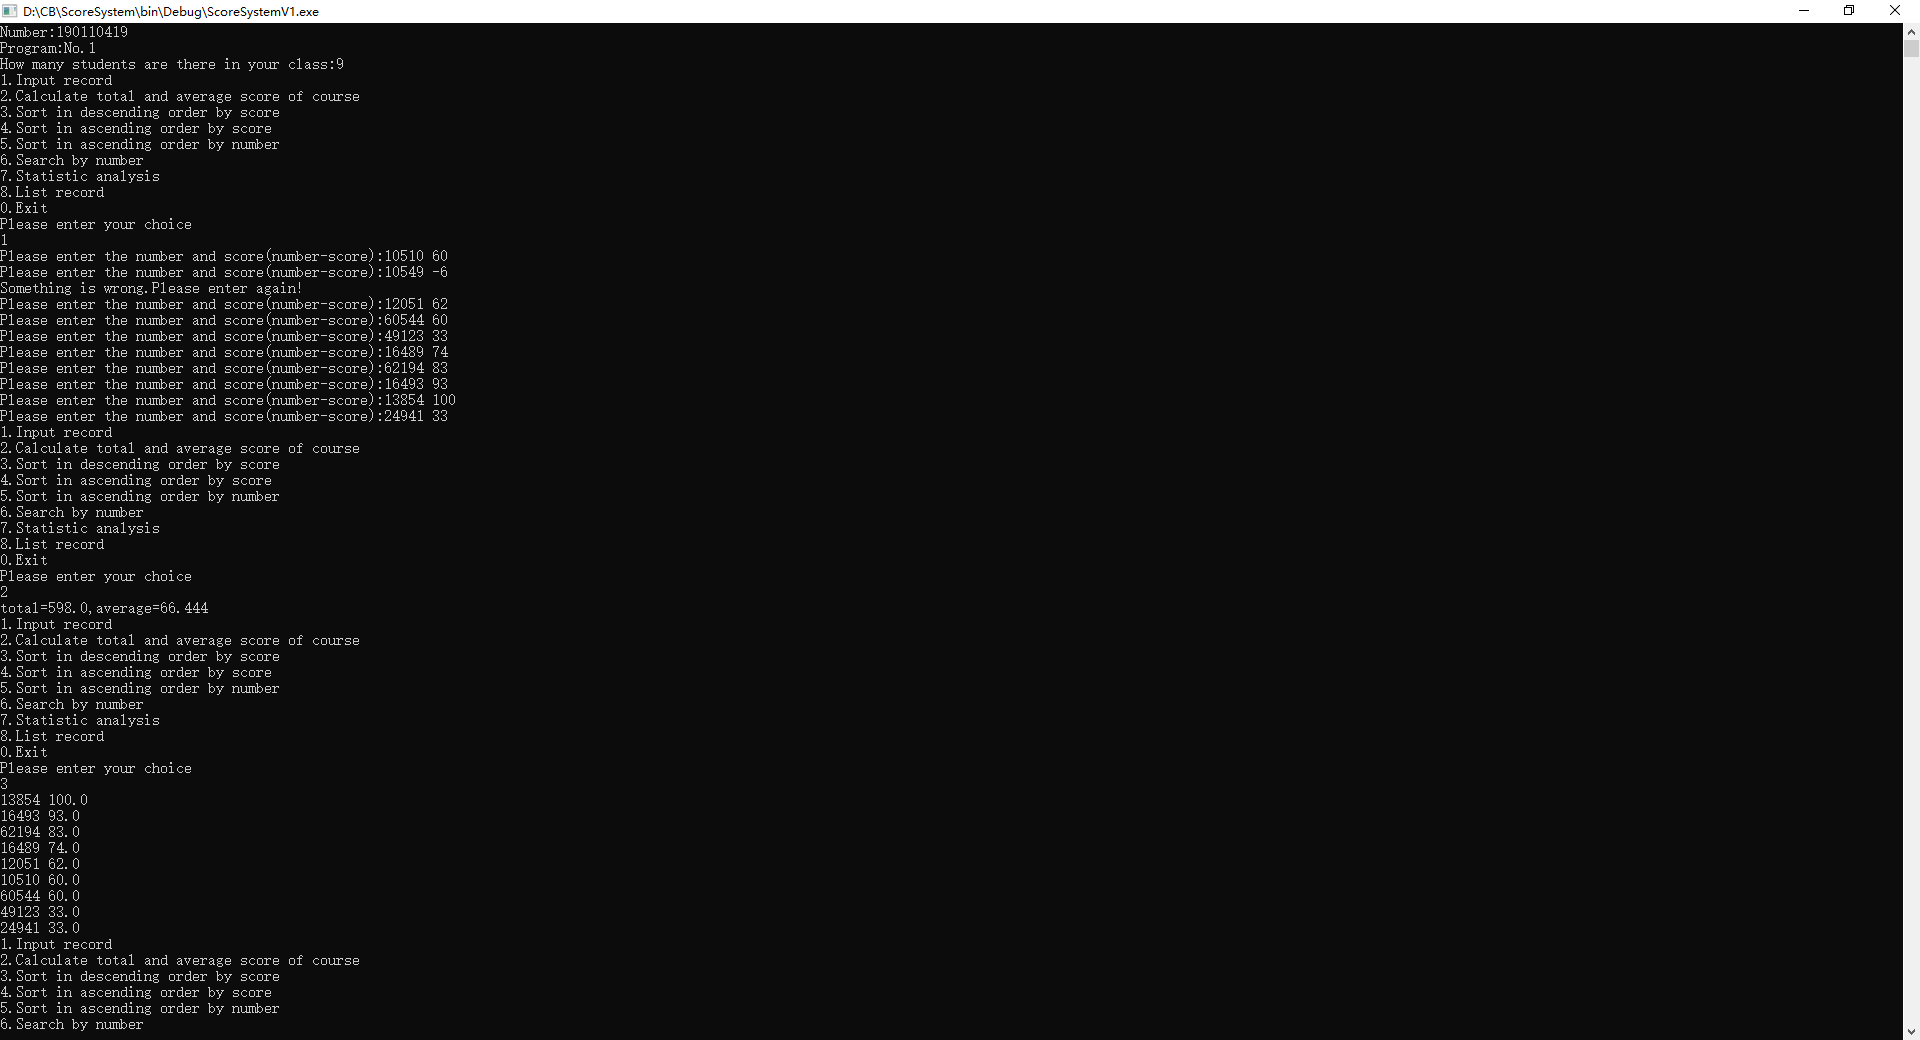 D:\CB\ScoreSystem\bin\Debug\ScoreSystemV1.exe
Number:190110419
Program:No.1
How many students are there in your class:9
1.Input record
2.Calculate total and average score of course
3.Sort in descending order by score
4.Sort in ascending order by score
5.Sort in ascending order by number
6.Search by number
7.Statistic analysis
8.List record
0.Exit
Please enter your choice
1
Please enter the number and score(number-score):10510 60
Please enter the number and score(number-score):10549 -6
Something is wrong.Please enter again!
Please enter the number and score(number-score):12051 62
Please enter the number and score(number-score):60544 60
Please enter the number and score(number-score):49123 33
Please enter the number and score(number-score):16489 74
Please enter the number and score(number-score):62194 83
Please enter the number and score(number-score):16493 93
Please enter the number and score(number-score):13854 100
Please enter the number and score(number-score):24941 33
1.Input record
2.Calculate total and average score of course
3.Sort in descending order by score
4.Sort in ascending order by score
5.Sort in ascending order by number
6.Search by number
7.Statistic analysis
8.List record
0.Exit
Please enter your choice
2
total=598.0,average=66.444
1.Input record
2.Calculate total and average score of course
3.Sort in descending order by score
4.Sort in ascending order by score
5.Sort in ascending order by number
6.Search by number
7.Statistic analysis
8.List record
0.Exit
Please enter your choice
3
13854 100.0
16493 93.0
62194 83.0
16489 74.0
12051 62.0
10510 60.0
60544 60.0
49123 33.0
24941 33.0
1.Input record
2.Calculate total and average score of course
3.Sort in descending order by score
4.Sort in ascending order by score
5.Sort in ascending order by number
6.Search by number